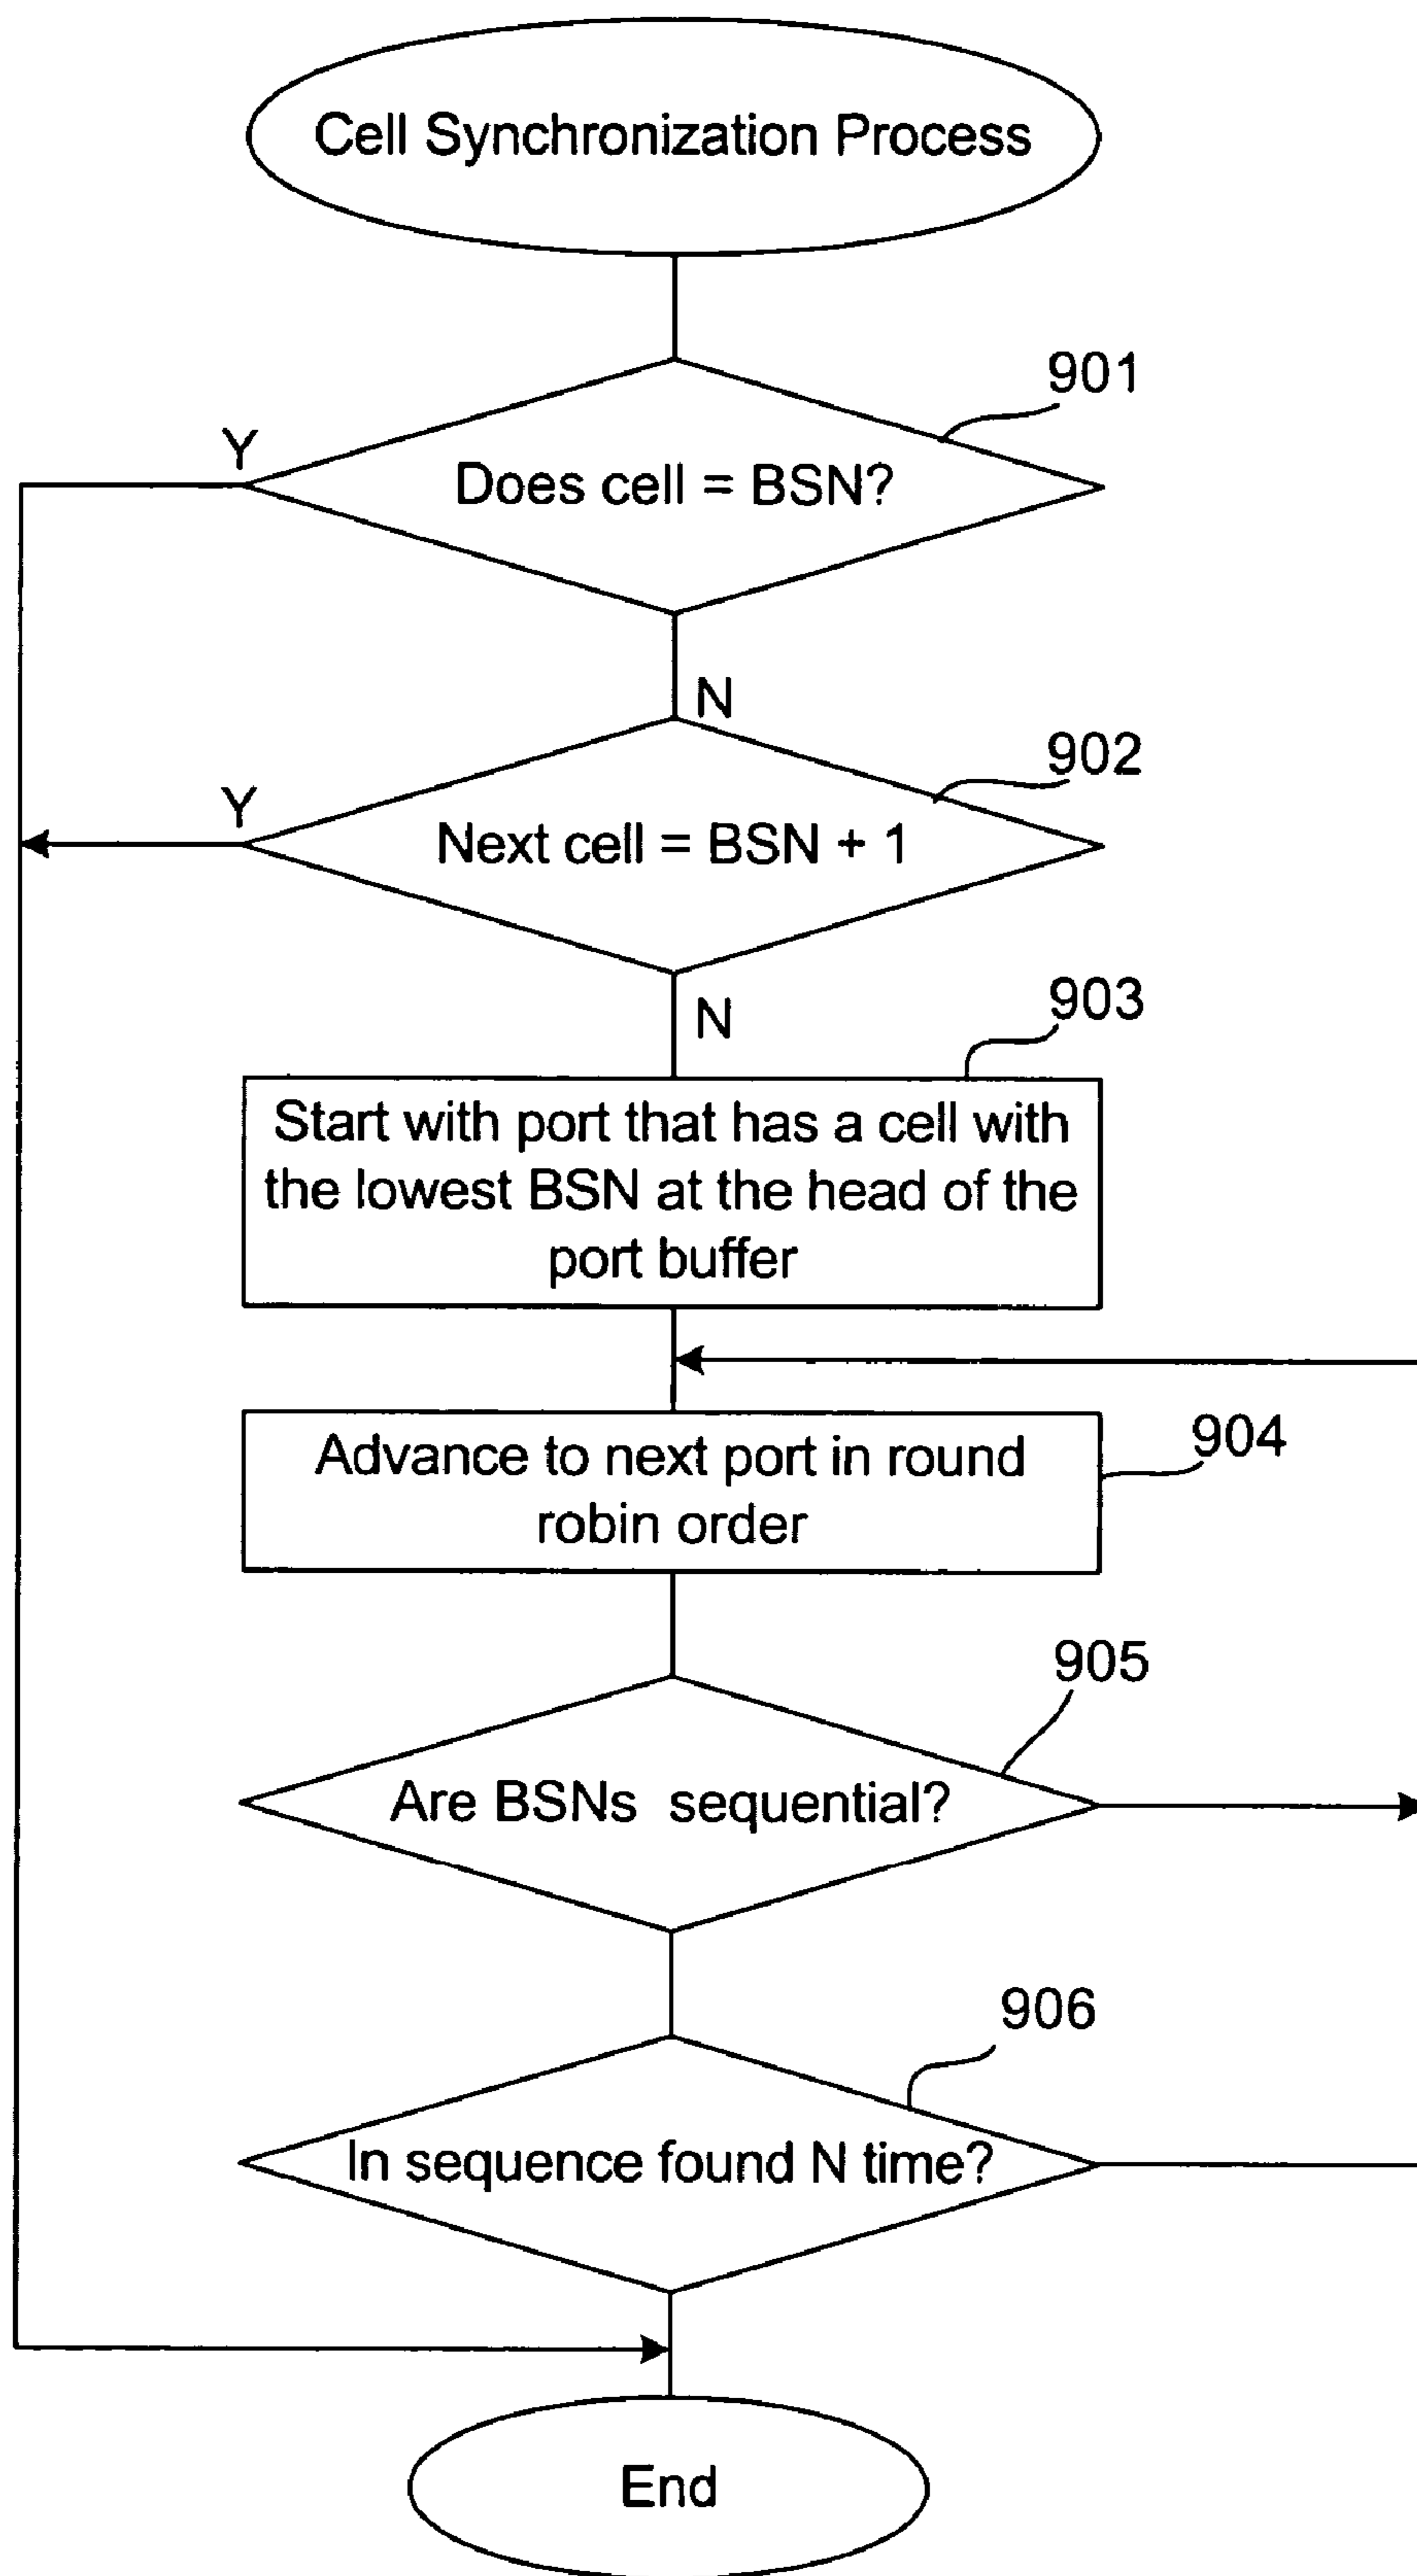 Cell Synchronization Process
901
Y
Does cell = BSN?
N
902
Y
Next cell = BSN + 1
N
903
Start with port that has a cell with
the lowest BSN at the head of the
port buffer
904
Advance to next port in round
robin order
905
Are BSNs sequential?
906
In sequence found N time?
End